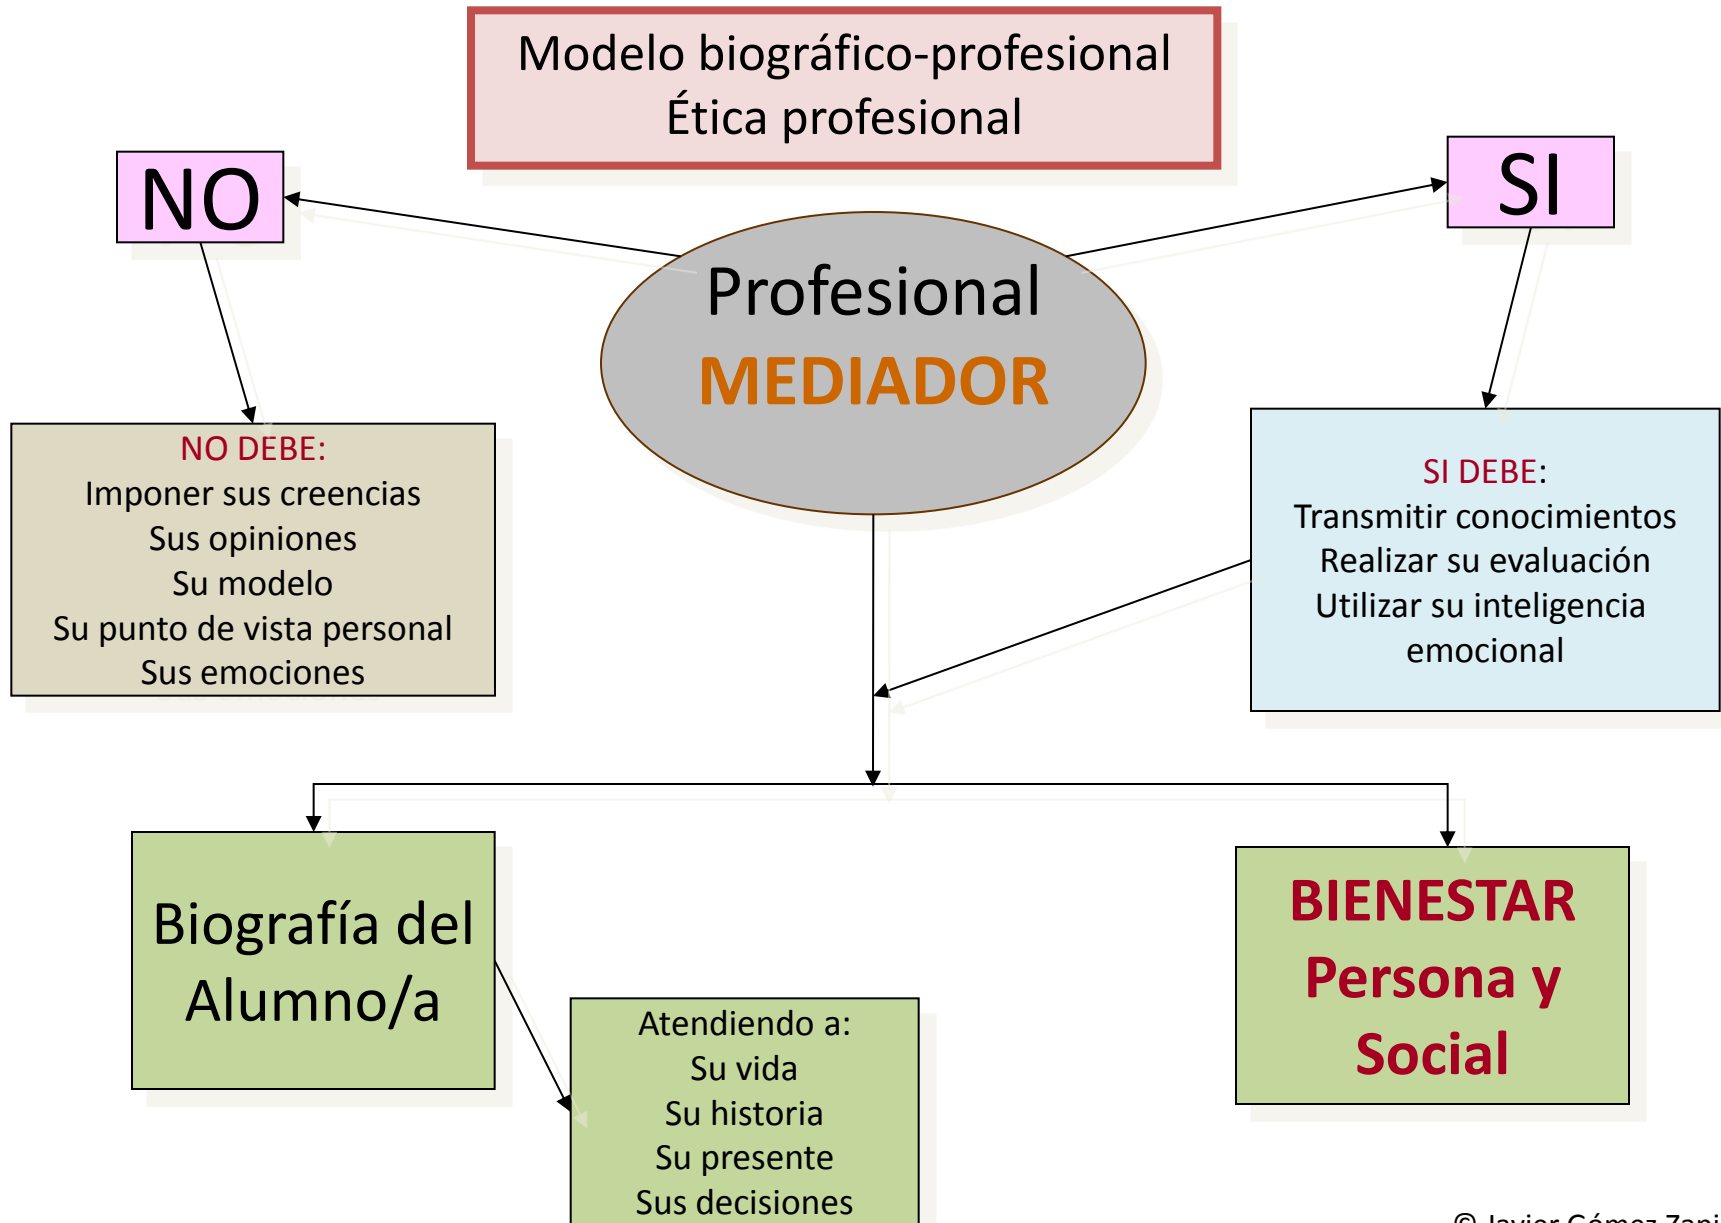 Modelo biográfico-profesional
Ética profesional
NO
SI
Profesional
MEDIADOR
NO DEBE:
Imponer sus creencias
Sus opiniones
Su modelo
Su punto de vista personal
Sus emociones
SI DEBE:
Transmitir conocimientos
Realizar su evaluación
Utilizar su inteligencia
emocional
Biografía del
Alumno/a
Atendiendo a:
Su vida
Su historia
Su presente
Sus decisiones
BIENESTAR
Persona y
Social
© Javier Gómez